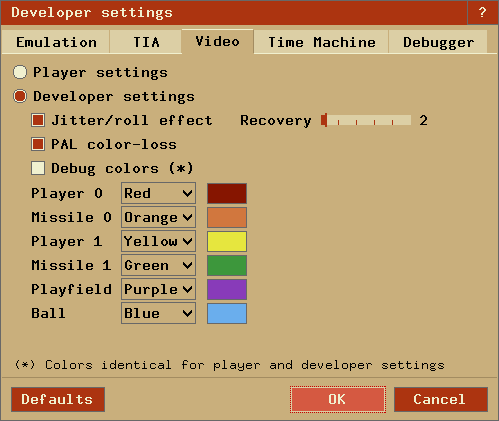 Developer settings ?
Emulation TIA Video Time Machine Debugger
Player settings
Developer settings
Jitter/roll effect Recovery 2
PAL color-loss
Debug colors (*)
Player 0 Red
Missile 0 Orange
Player 1 Yellow
Missile 1 Green
Playfield Purple
Ball Blue
(*) Colors identical for player and developer settings
Defaults OK Cancel